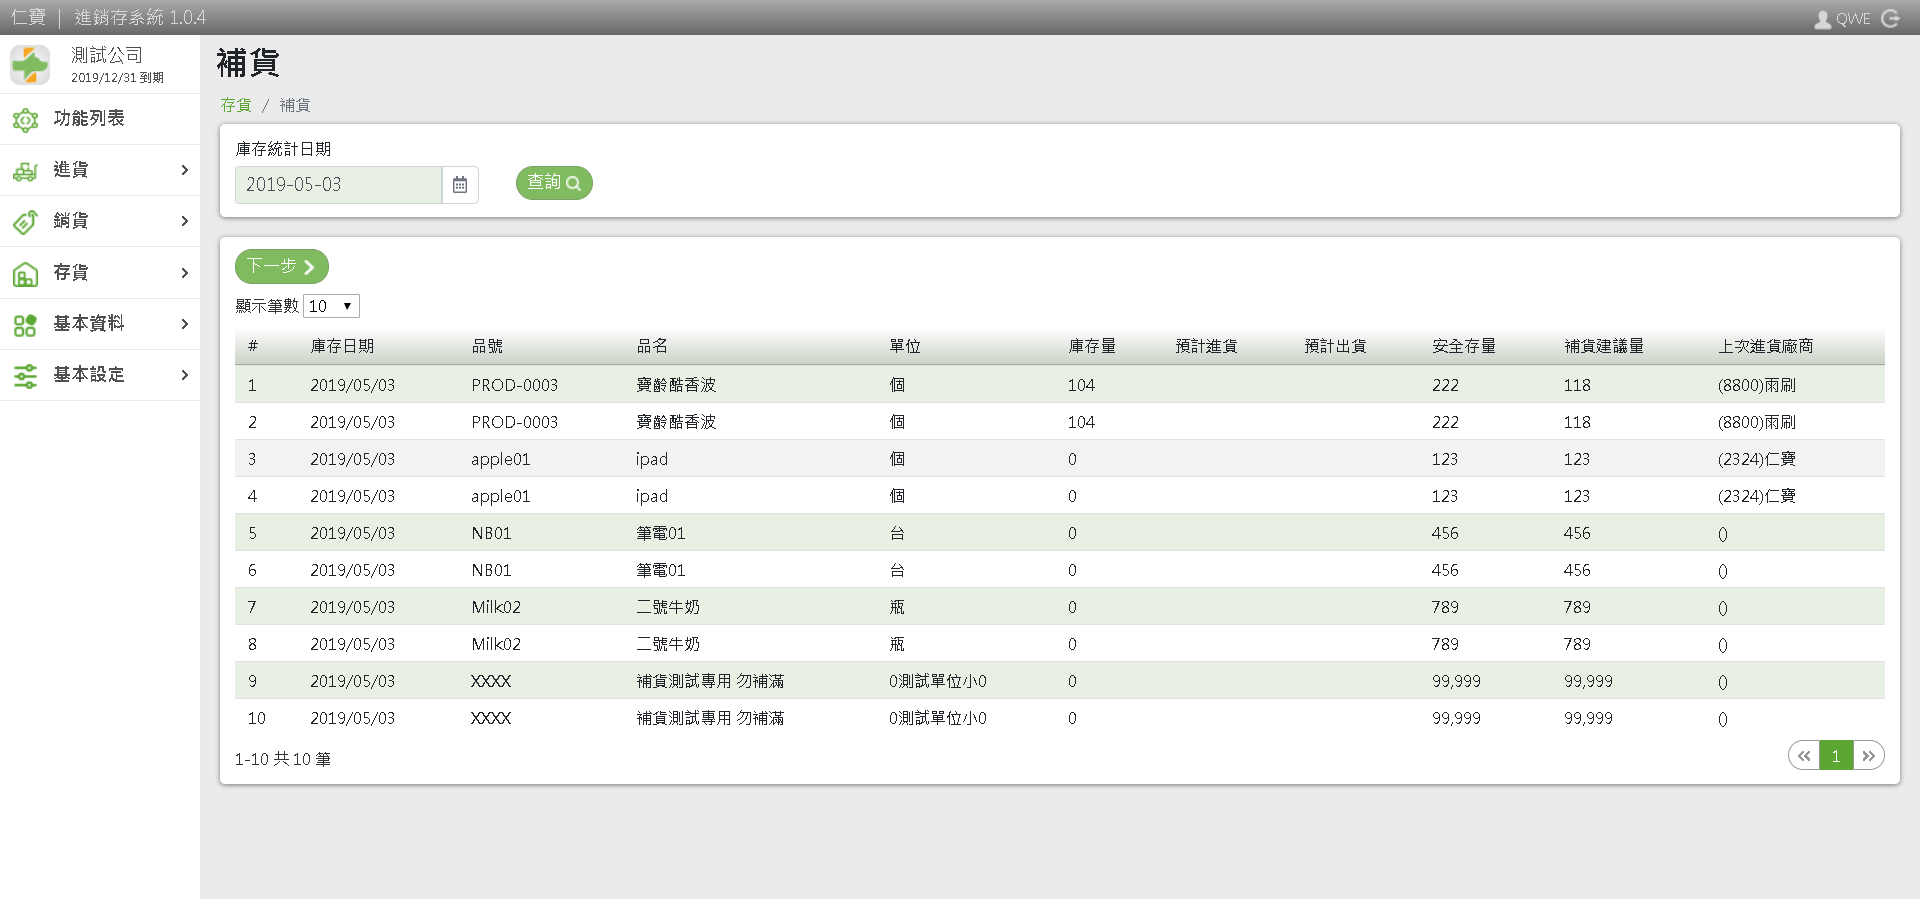 仁寶 | 進銷存系統 1.0.4
QWE
測試公司
2019/12/31 到期
功能列表
進貨
銷貨
存貨
基本資料
基本設定
補貨
存貨 / 補貨
庫存統計日期
2019-05-03
查詢
下一步
顯示筆數 10
# 庫存日期 品號 品名 單位 庫存量 預計進貨 預計出貨 安全存量 補貨建議量 上次進貨廠商
1 2019/05/03 PROD-0003 寶齡酷香波 個 104 222 118 (8800)雨刷
2 2019/05/03 PROD-0003 寶齡酷香波 個 104 222 118 (8800)雨刷
3 2019/05/03 apple01 ipad 個 0 123 123 (2324)仁寶
4 2019/05/03 apple01 ipad 個 0 123 123 (2324)仁寶
5 2019/05/03 NB01 筆電01 台 0 456 456 ()
6 2019/05/03 NB01 筆電01 台 0 456 456 ()
7 2019/05/03 Milk02 二號牛奶 瓶 0 789 789 ()
8 2019/05/03 Milk02 二號牛奶 瓶 0 789 789 ()
9 2019/05/03 XXXX 補貨測試專用 勿補滿 0測試單位小0 0 99,999 99,999 ()
10 2019/05/03 XXXX 補貨測試專用 勿補滿 0測試單位小0 0 99,999 99,999 ()
1-10 共 10 筆
« 1 »